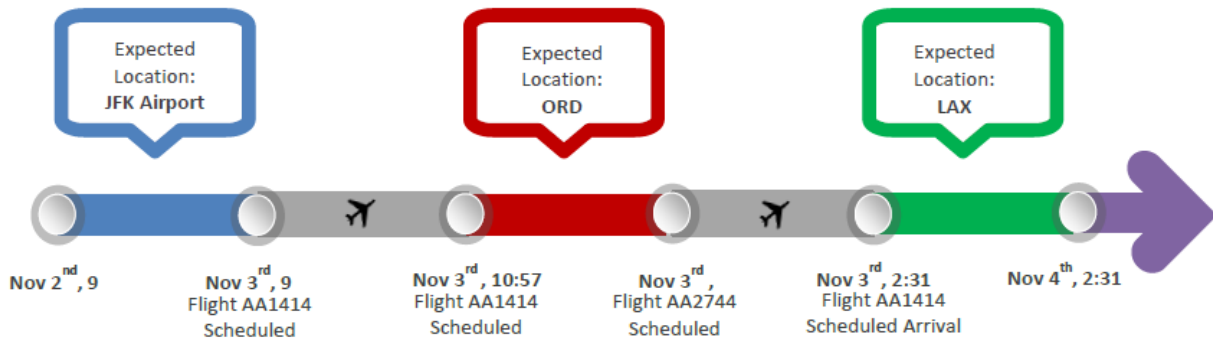 Expected
Location:
JFK Airport
Expected
Location:
ORD
Expected
Location:
LAX
Nov 2nd, 9
Nov 3rd, 9
Flight AA1414
Scheduled
Nov 3rd, 10:57
Flight AA1414
Scheduled
Nov 3rd,
Flight AA2744
Scheduled
Nov 3rd, 2:31
Flight AA1414
Scheduled Arrival
Nov 4th, 2:31